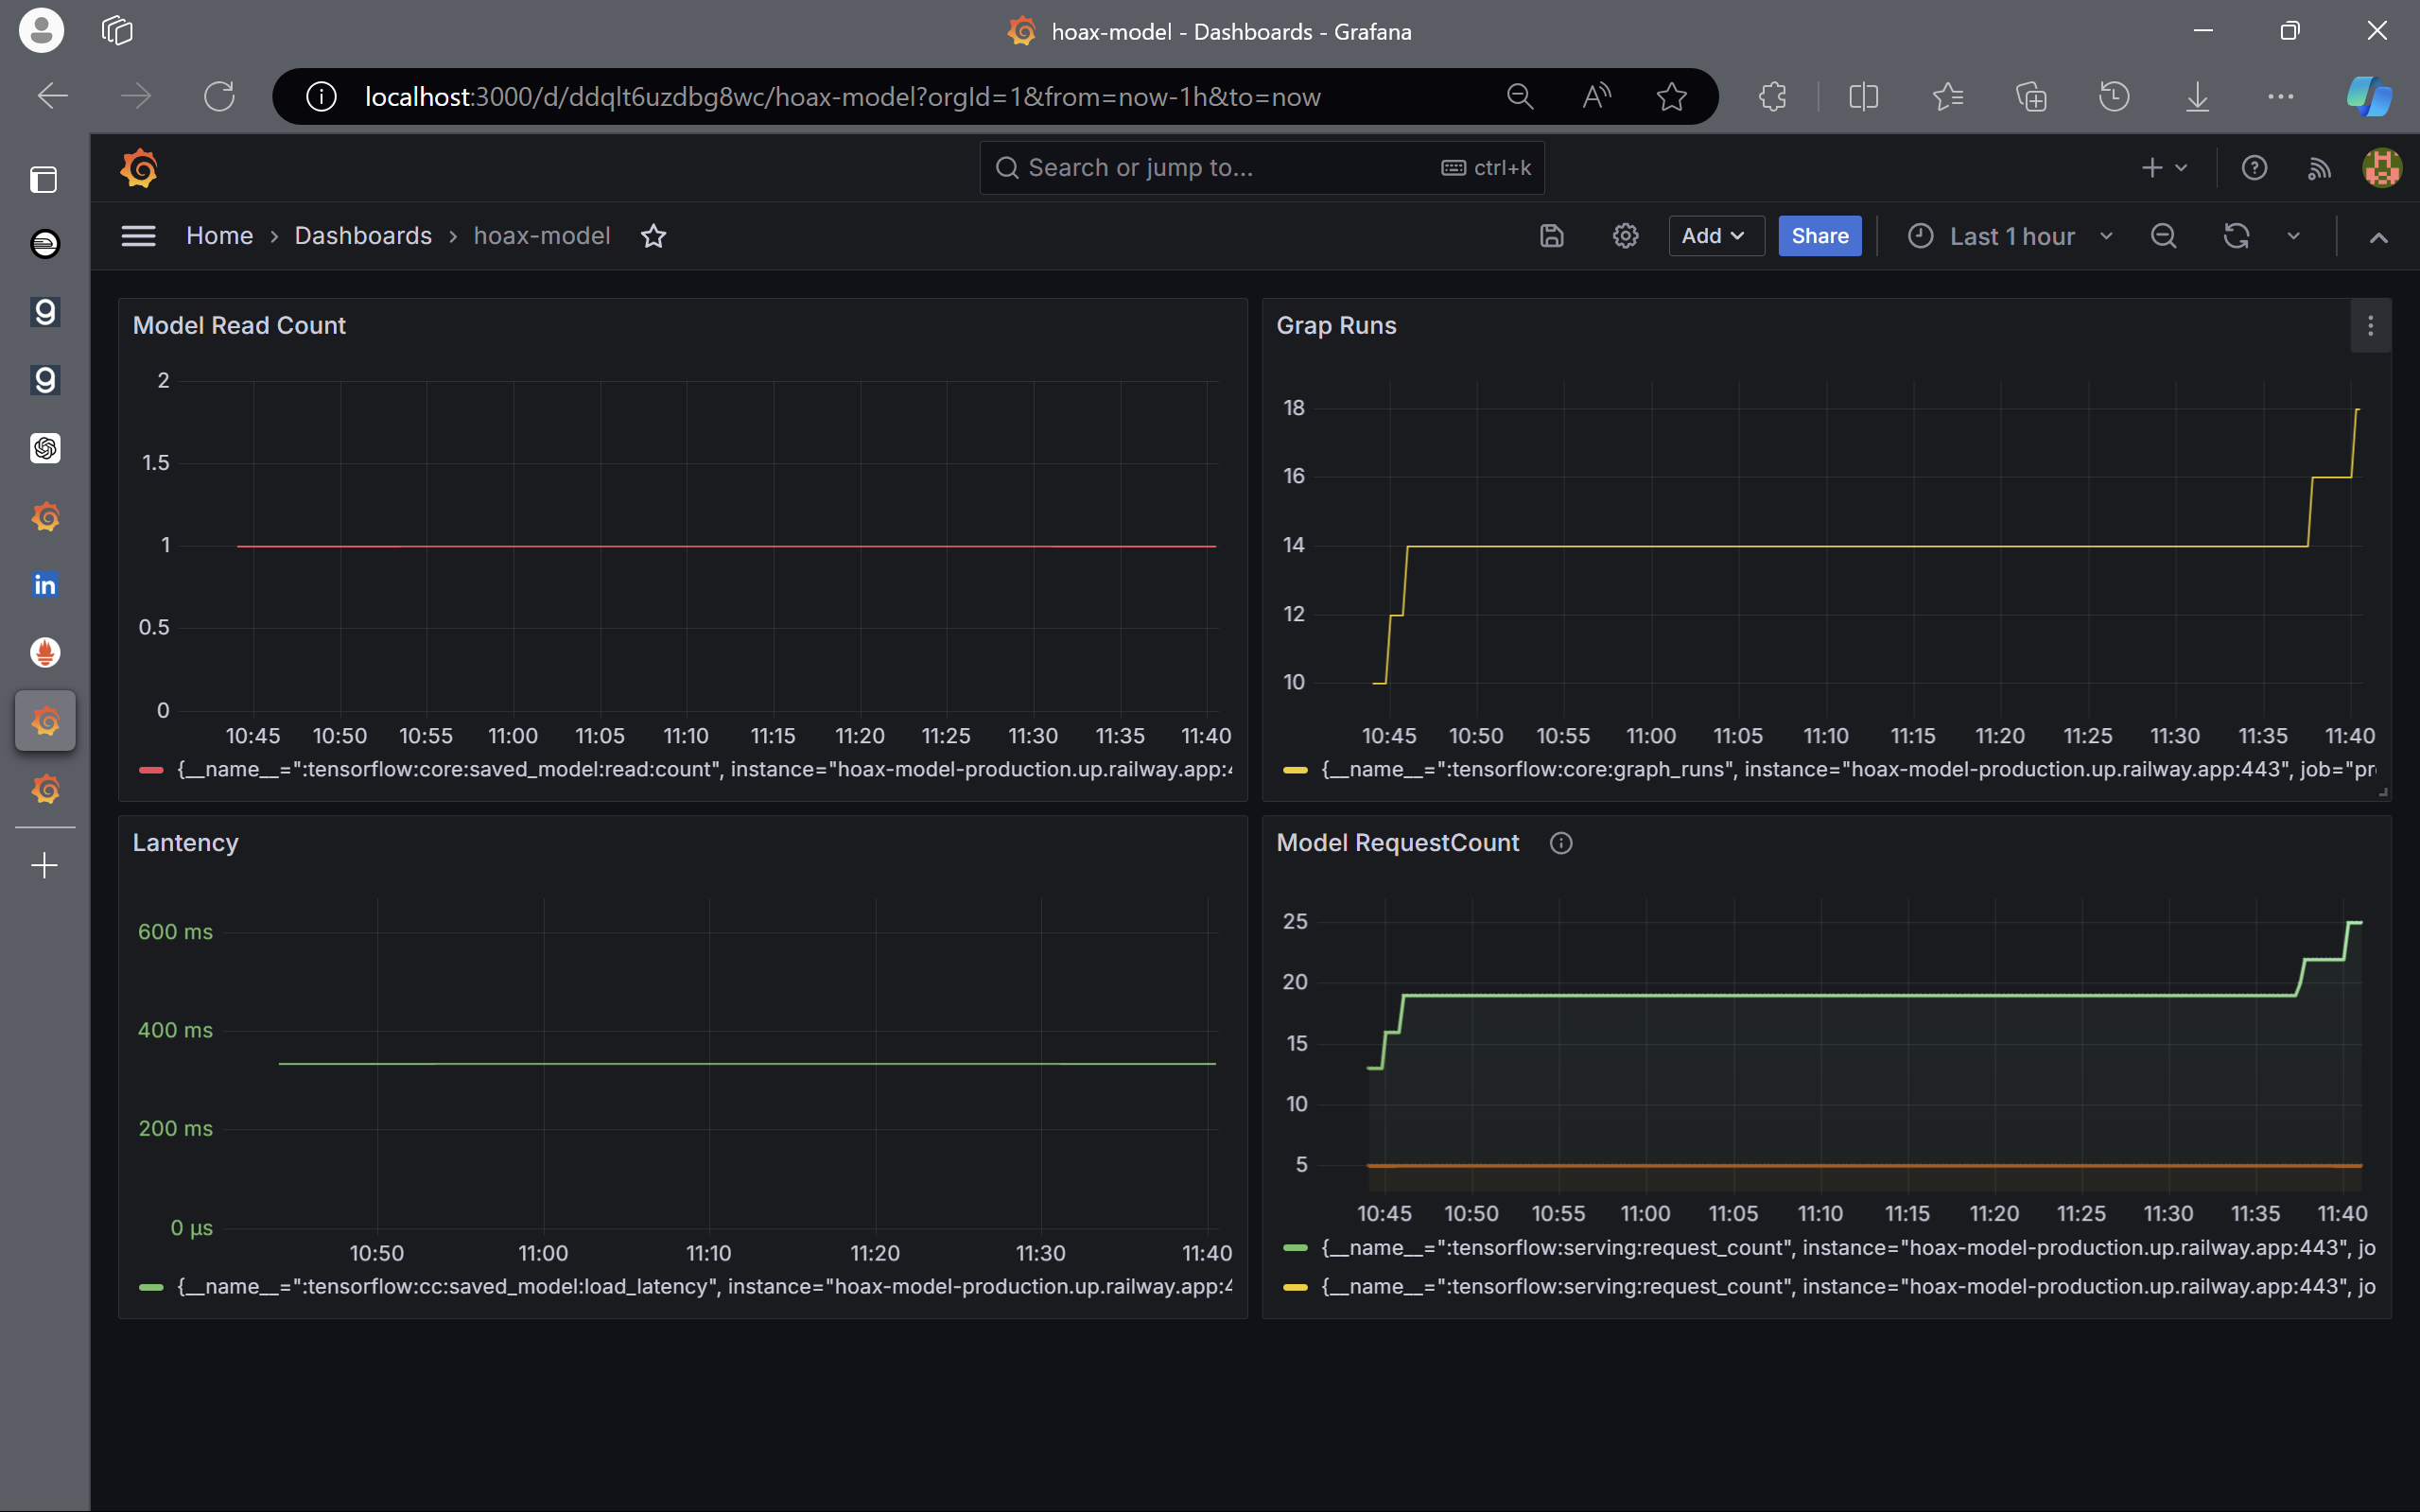 hoax-model - Dashboards - Grafana
localhost:3000/d/ddqlt6uzdbg8wc/hoax-model?orgId=1&from=now-1h&to=now
Search or jump to... ctrl+k
Home › Dashboards › hoax-model
Add
Share
Last 1 hour
Model Read Count
2
1.5
1
0.5
0
10:45 10:50 10:55 11:00 11:05 11:10 11:15 11:20 11:25 11:30 11:35 11:40
{__name__=":tensorflow:core:saved_model:read:count", instance="hoax-model-production.up.railway.app:4
Grap Runs
18
16
14
12
10
10:45 10:50 10:55 11:00 11:05 11:10 11:15 11:20 11:25 11:30 11:35 11:40
{__name__=":tensorflow:core:graph_runs", instance="hoax-model-production.up.railway.app:443", job="pr
Lantency
600 ms
400 ms
200 ms
0 µs
10:50 11:00 11:10 11:20 11:30 11:40
{__name__=":tensorflow:cc:saved_model:load_latency", instance="hoax-model-production.up.railway.app:4
Model RequestCount
25
20
15
10
5
10:45 10:50 10:55 11:00 11:05 11:10 11:15 11:20 11:25 11:30 11:35 11:40
{__name__=":tensorflow:serving:request_count", instance="hoax-model-production.up.railway.app:443", jo
{__name__=":tensorflow:serving:request_count", instance="hoax-model-production.up.railway.app:443", jo